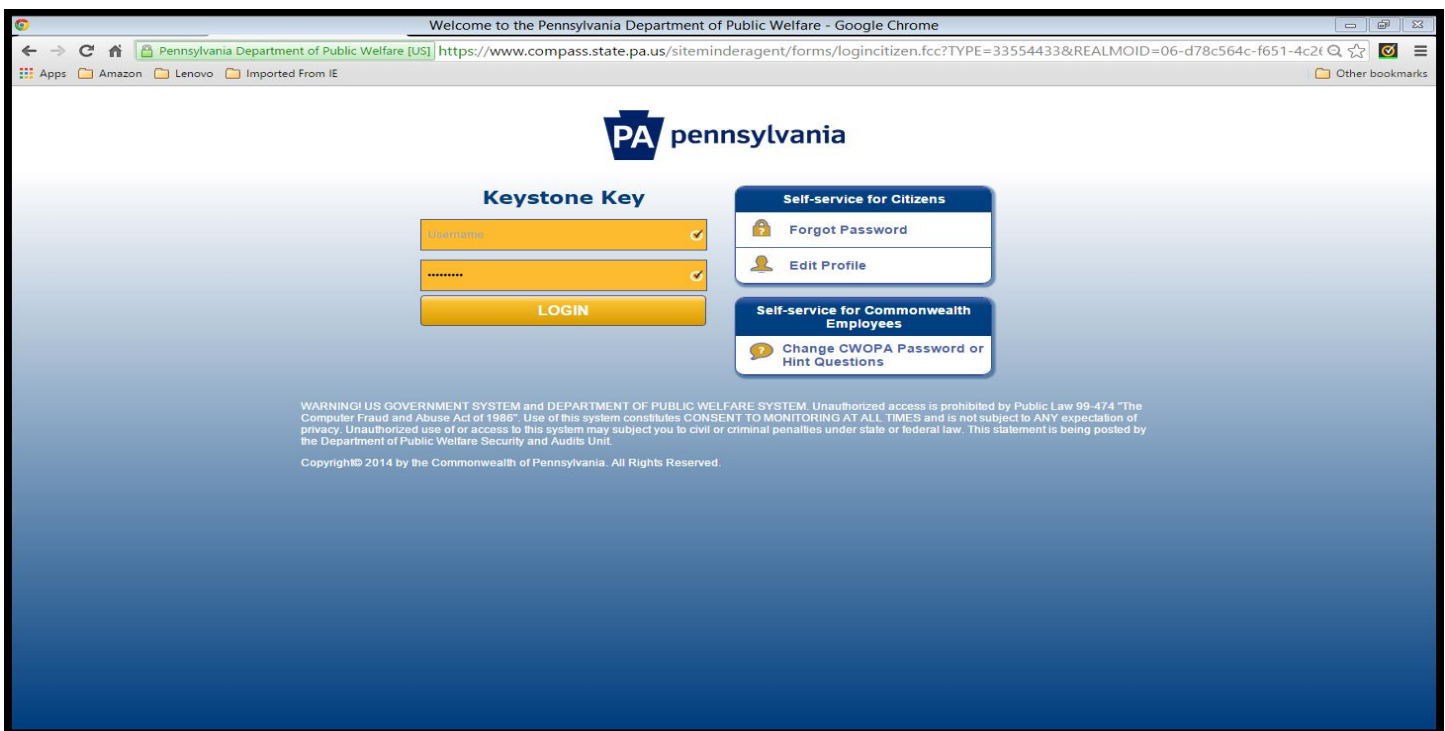 Welcome to the Pennsylvania Department of Public Welfare - Google Chrome
Pennsylvania Department of Public Welfare [US] https://www.compass.state.pa.us/siteminderagent/forms/logincitizen.fcc?TYPE=33554433&REALMOID=06-d78c564c-f651-4c2(
Apps Amazon Lenovo Imported From IE Other bookmarks
PA pennsylvania
Keystone Key
Username
•••••••••
LOGIN
Self-service for Citizens
Forgot Password
Edit Profile
Self-service for Commonwealth
Employees
Change CWOPA Password or
Hint Questions
WARNING! US GOVERNMENT SYSTEM and DEPARTMENT OF PUBLIC WELFARE SYSTEM. Unauthorized access is prohibited by Public Law 99-474 "The
Computer Fraud and Abuse Act of 1986". Use of this system constitutes CONSENT TO MONITORING AT ALL TIMES and is not subject to ANY expectation of
privacy. Unauthorized use of or access to this system may subject you to civil or criminal penalties under state or federal law. This statement is being posted by
the Department of Public Welfare Security and Audits Unit.
Copyright© 2014 by the Commonwealth of Pennsylvania. All Rights Reserved.